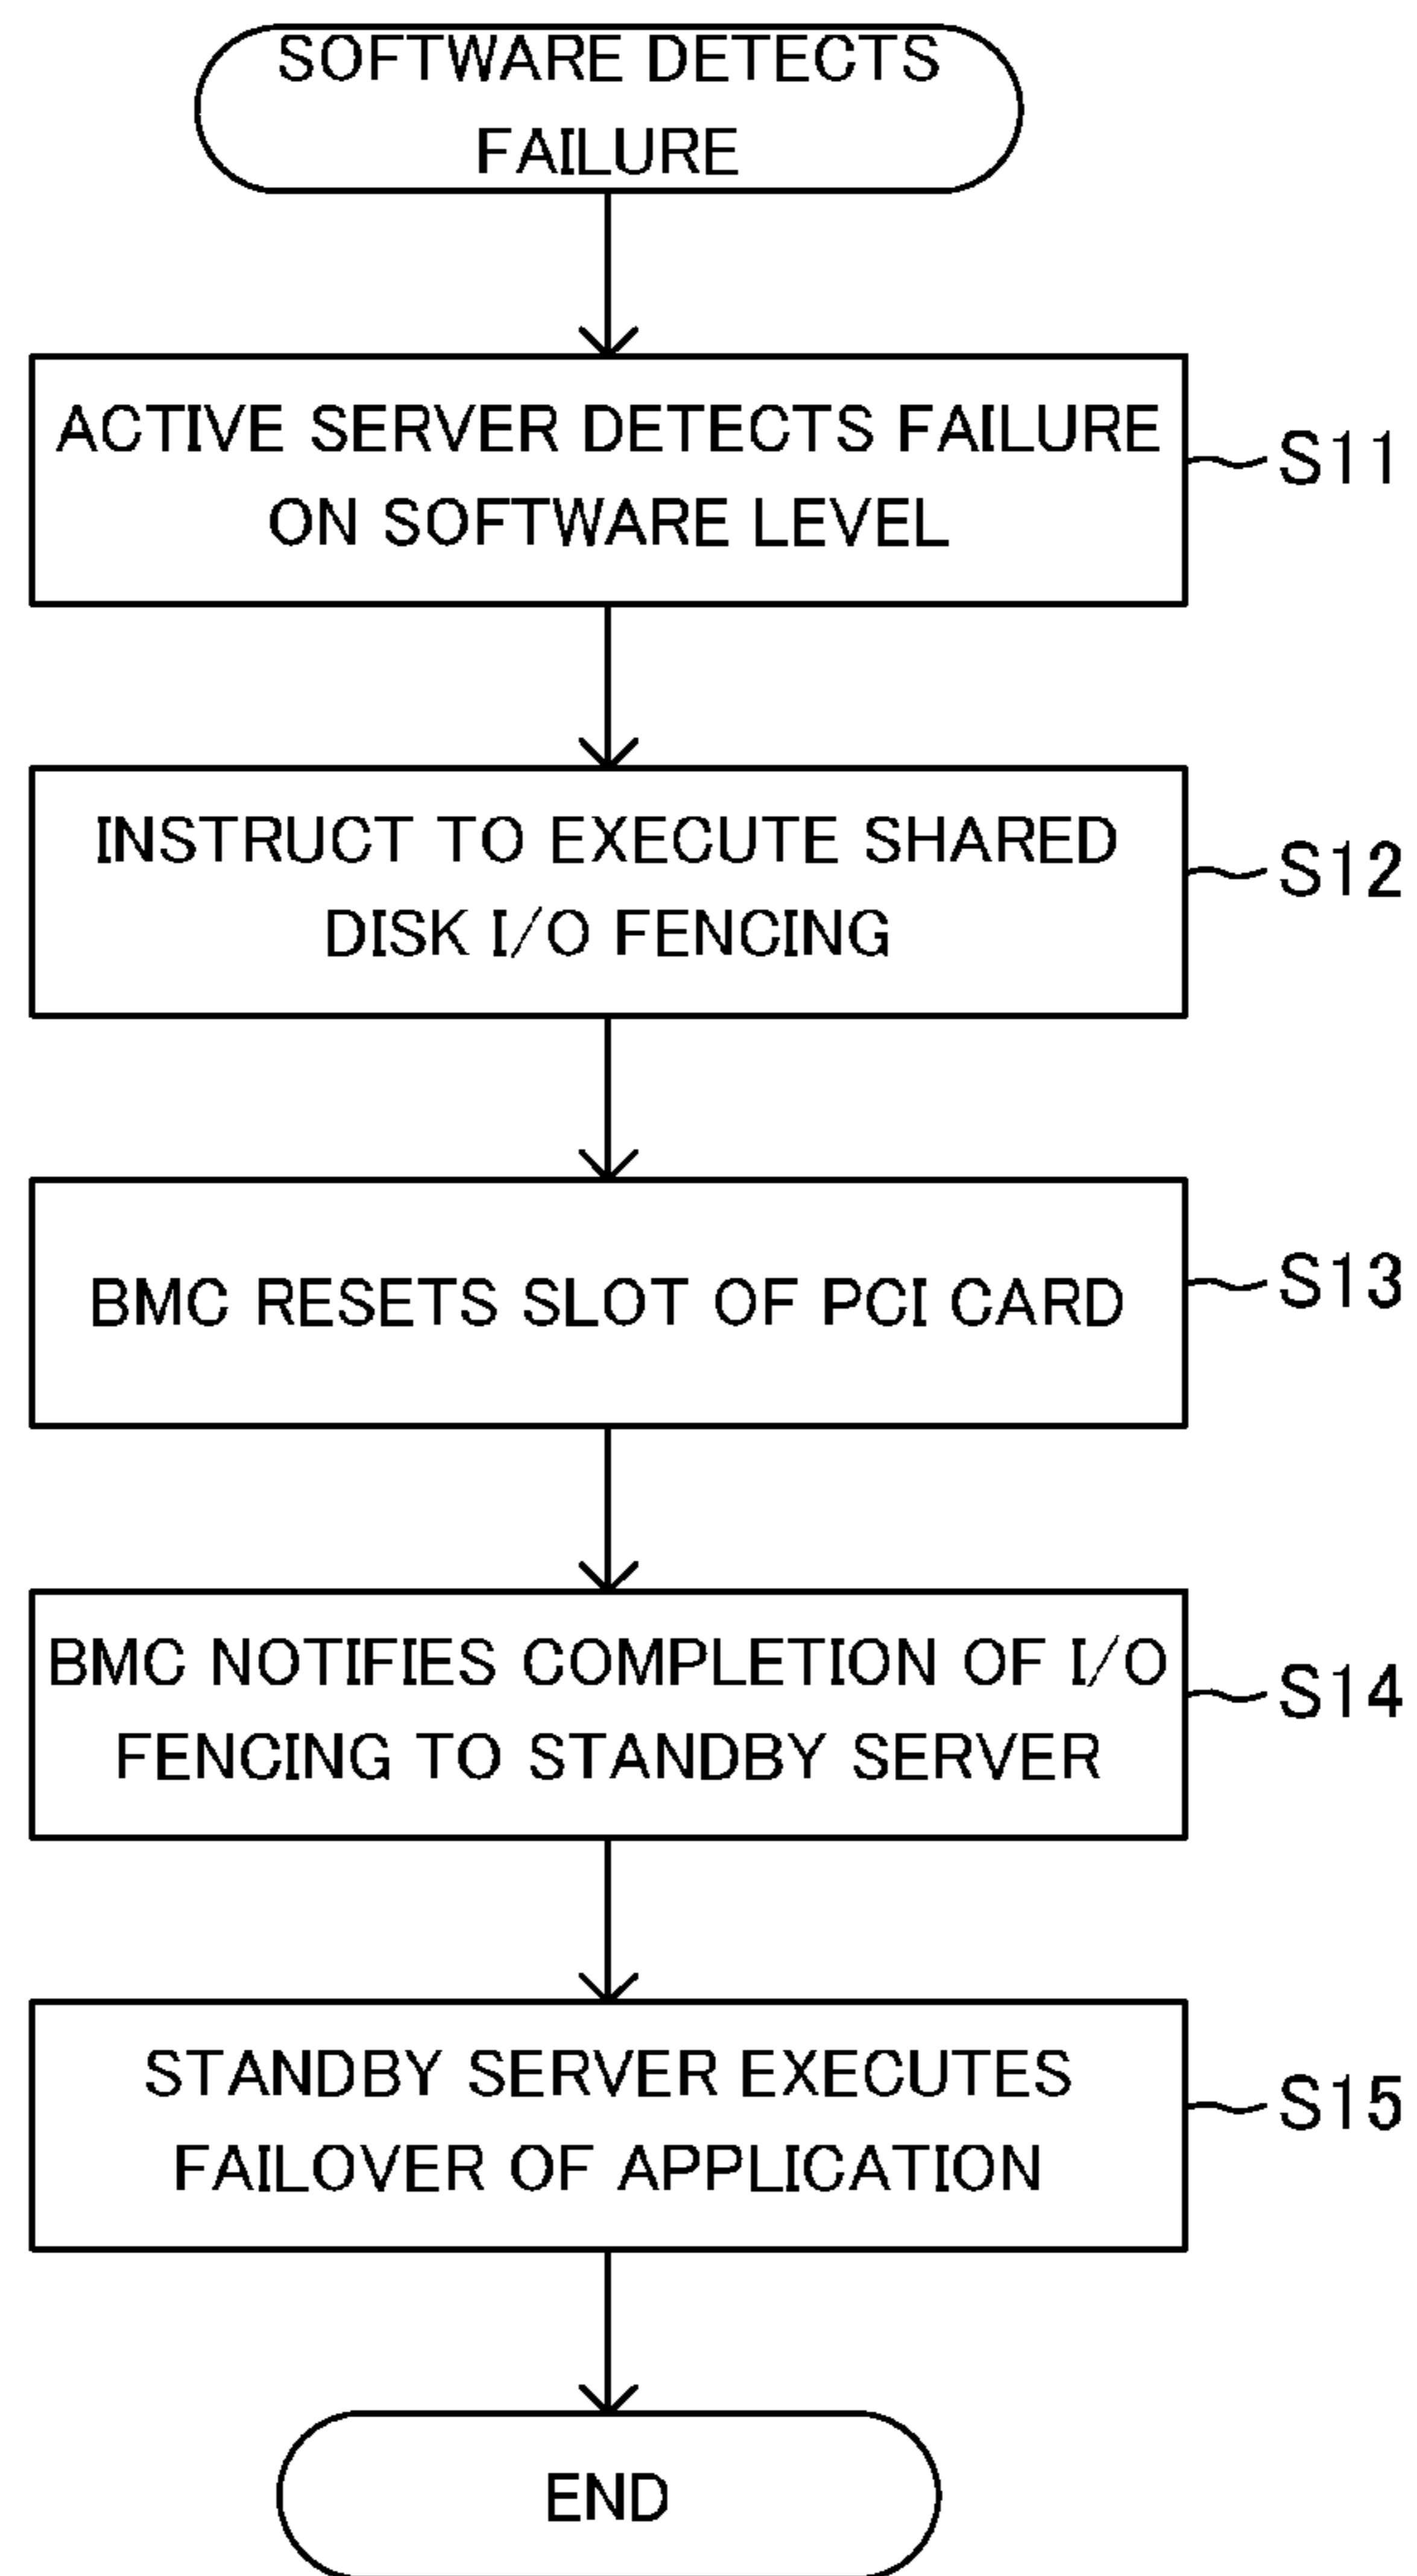 SOFTWARE DETECTS
FAILURE
ACTIVE SERVER DETECTS FAILURE
ON SOFTWARE LEVEL
S11
INSTRUCT TO EXECUTE SHARED
DISK I/O FENCING
S12
BMC RESETS SLOT OF PCI CARD
S13
BMC NOTIFIES COMPLETION OF I/O
FENCING TO STANDBY SERVER
S14
STANDBY SERVER EXECUTES
FAILOVER OF APPLICATION
S15
END